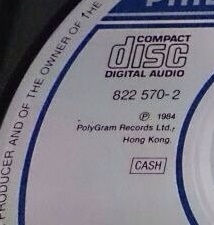 COMPACT
disc
DIGITAL AUDIO
822 570-2
Ⓟ 1984
PolyGram Records Ltd.,
Hong Kong.
CASH
PRODUCER AND OF THE OWNER OF THE